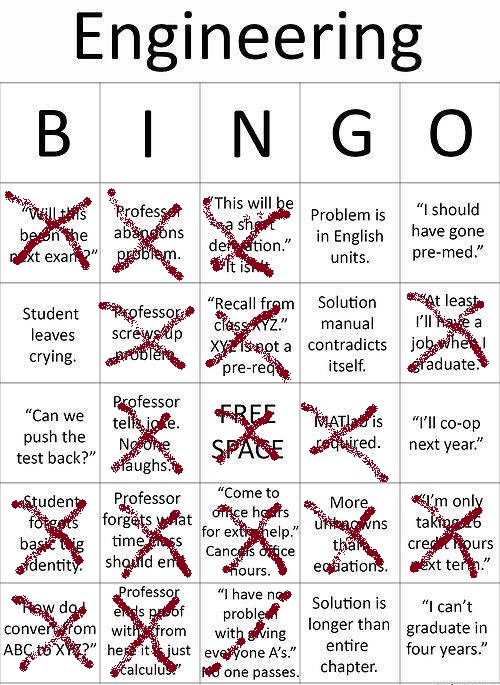 Engineering
B I N G O
"Will this
be on the
next exam?"
Professor
abandons
problem.
"This will be
a short
derivation."
It isn't.
Problem is
in English
units.
"I should
have gone
pre-med."
Student
leaves
crying.
Professor
screws up
problem.
"Recall from
class XYZ."
XYZ is not a
pre-req.
Solution
manual
contradicts
itself.
"At least
I'll have a
job when I
graduate."
"Can we
push the
test back?"
Professor
tells joke.
No one
laughs.
FREE
SPACE
MATlab is
required.
"I'll co-op
next year."
Student
forgets
basic trig
identity.
Professor
forgets what
time class
should end.
"Come to
office hours
for extra help."
Cancels office
hours.
More
unknowns
than
equations.
"I'm only
taking 26
credit hours
next term."
"How do I
convert from
ABC to XYZ?"
Professor
ends proof
with "from
here it is just
calculus."
"I have no
problem
with giving
everyone A's."
No one passes.
Solution is
longer than
entire
chapter.
"I can't
graduate in
four years."